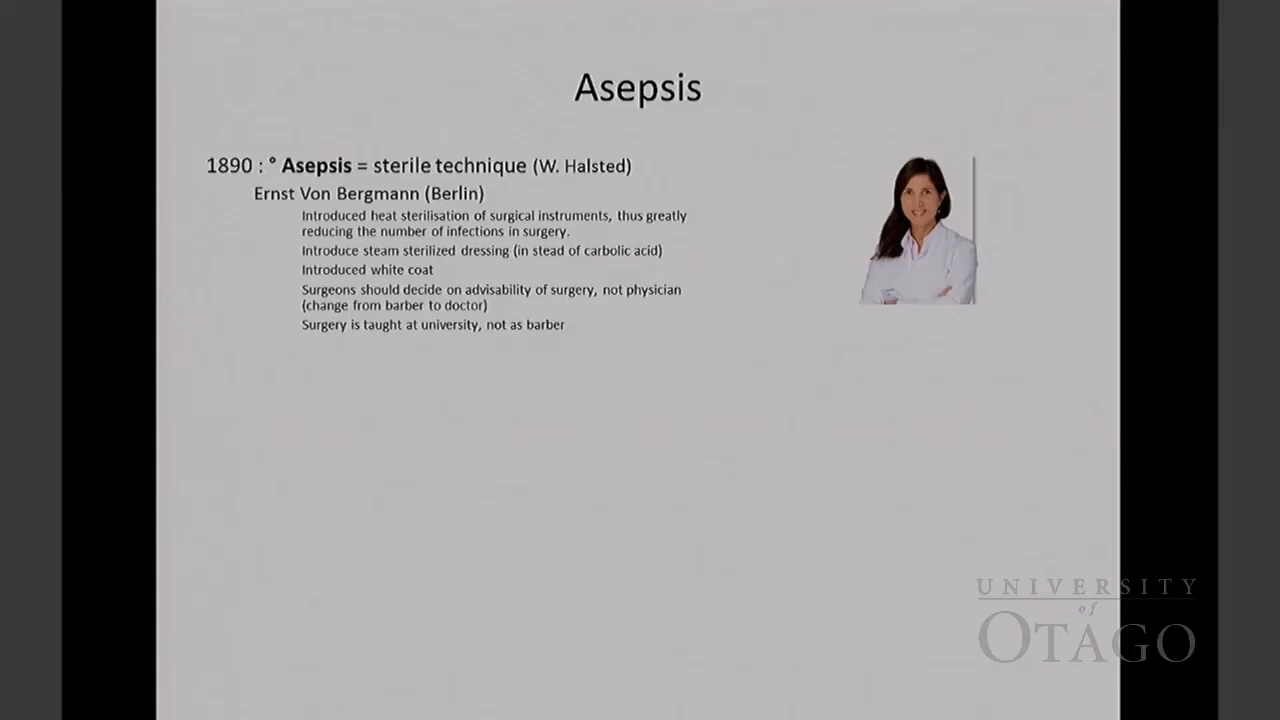 Asepsis
1890 : ° Asepsis = sterile technique (W. Halsted)
Ernst Von Bergmann (Berlin)
Introduced heat sterilisation of surgical instruments, thus greatly
reducing the number of infections in surgery.
Introduce steam sterilized dressing (in stead of carbolic acid)
Introduced white coat
Surgeons should decide on advisability of surgery, not physician
(change from barber to doctor)
Surgery is taught at university, not as barber
UNIVERSITY
of
OTAGO